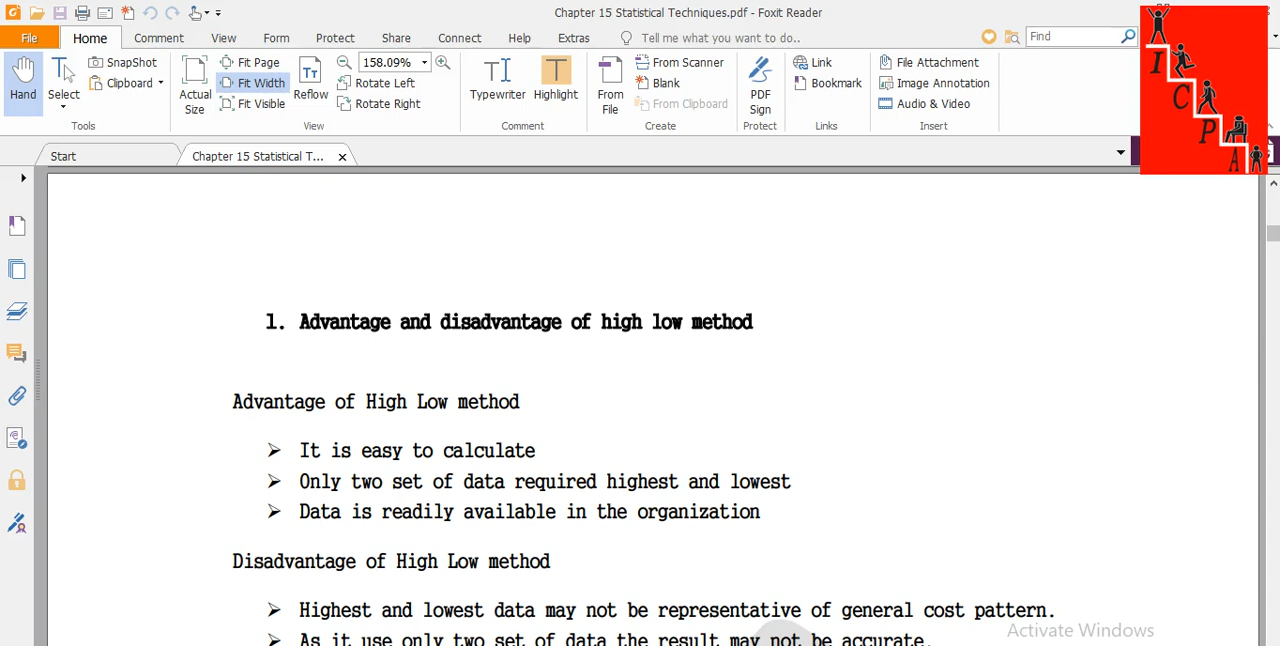 Chapter 15 Statistical Techniques.pdf - Foxit Reader
File Home Comment View Form Protect Share Connect Help Extras Tell me what you want to do.. Find
Hand Select SnapShot Clipboard Actual Size Fit Page Fit Width Fit Visible Reflow 158.09% Rotate Left Rotate Right Typewriter Highlight From File From Scanner Blank From Clipboard PDF Sign Link Bookmark File Attachment Image Annotation Audio & Video
Tools View Comment Create Protect Links Insert
I C P A
Start Chapter 15 Statistical T...
1. Advantage and disadvantage of high low method
Advantage of High Low method
➢ It is easy to calculate
➢ Only two set of data required highest and lowest
➢ Data is readily available in the organization
Disadvantage of High Low method
➢ Highest and lowest data may not be representative of general cost pattern.
➢ As it use only two set of data the result may not be accurate.
Activate Windows